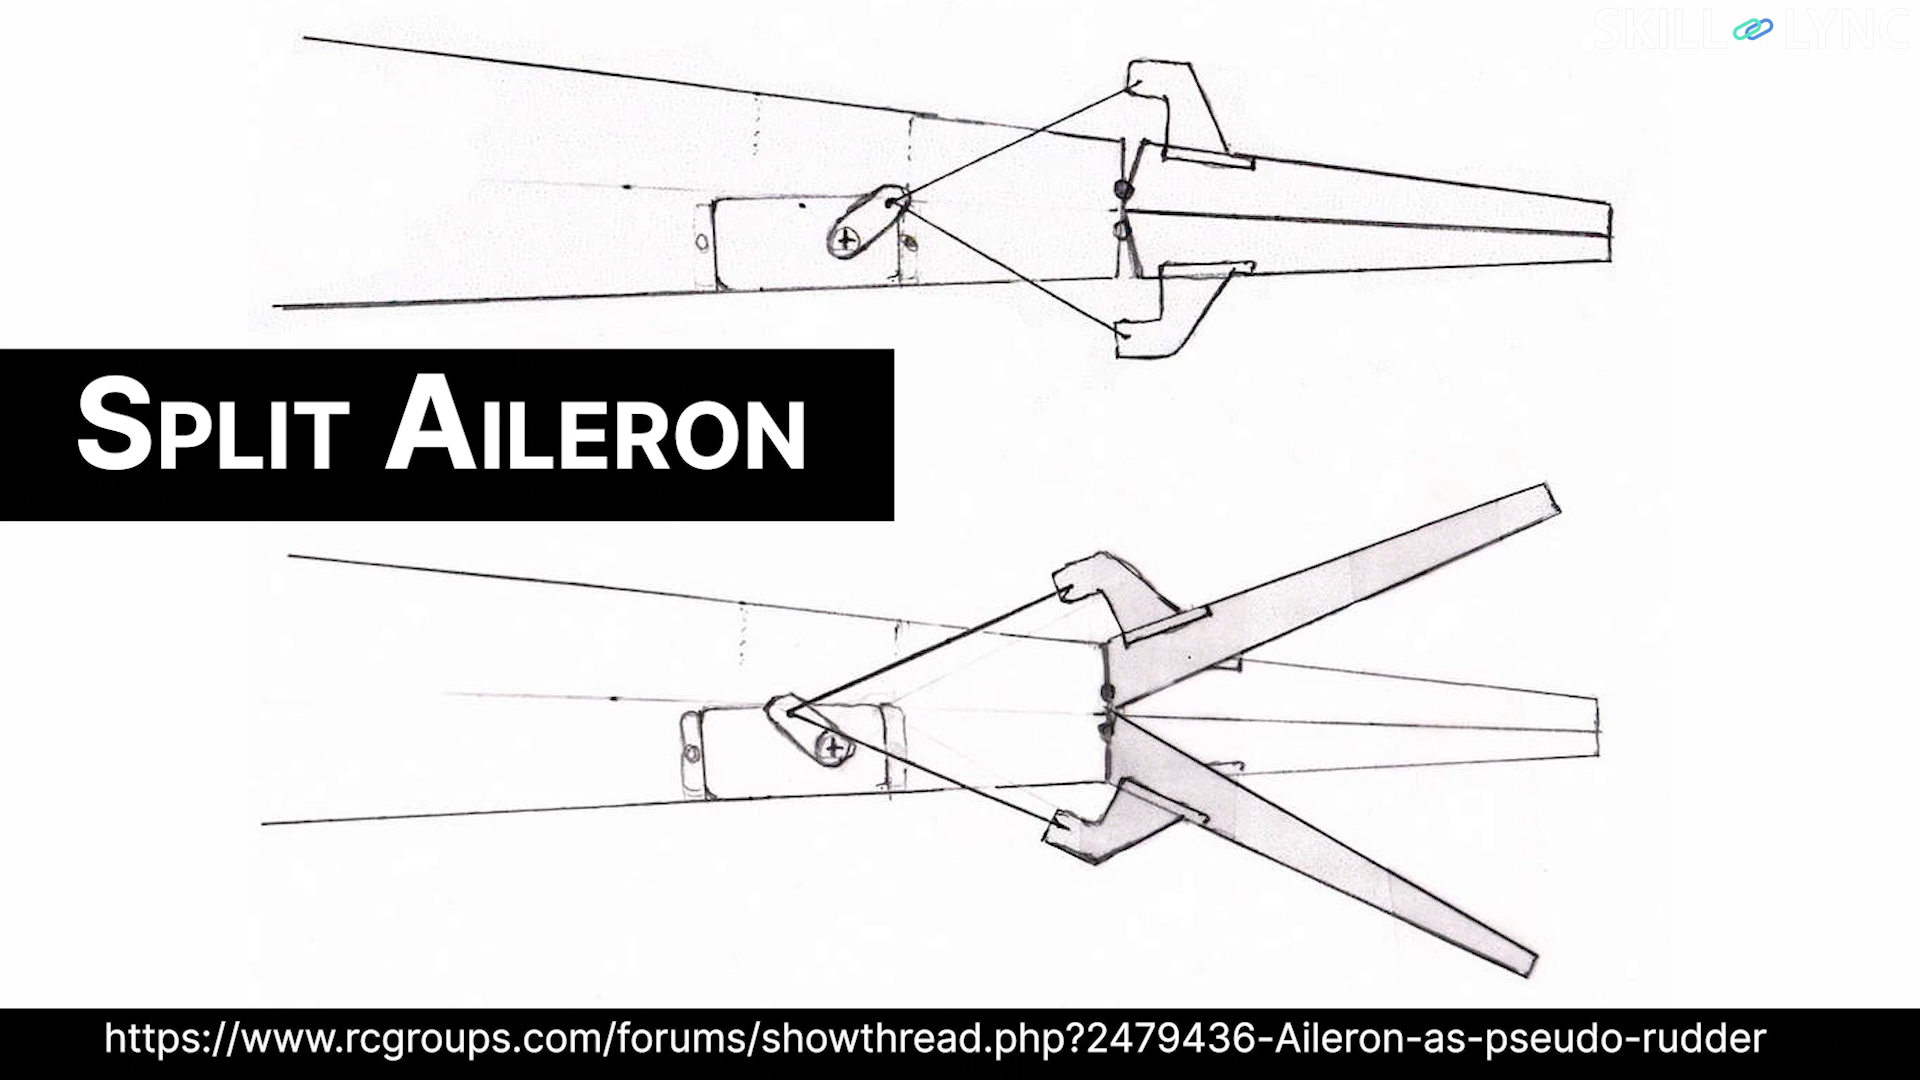 SKILL LYNC
SPLIT AILERON
https://www.rcgroups.com/forums/showthread.php?2479436-Aileron-as-pseudo-rudder